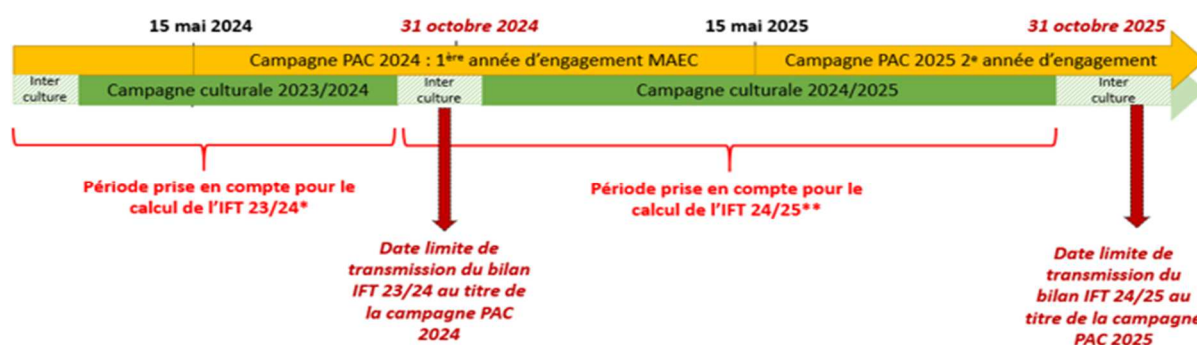 15 mai 2024
31 octobre 2024
15 mai 2025
31 octobre 2025
Campagne PAC 2024 : 1ère année d'engagement MAEC
Campagne PAC 2025 2e année d'engagement
Inter
culture
Campagne culturale 2023/2024
Inter
culture
Campagne culturale 2024/2025
Inter
culture
Période prise en compte pour le
calcul de l'IFT 23/24*
Période prise en compte pour le
calcul de l'IFT 24/25**
Date limite de
transmission du bilan
IFT 23/24 au titre de
la campagne PAC
2024
Date limite de
transmission du
bilan IFT 24/25 au
titre de la campagne
PAC 2025